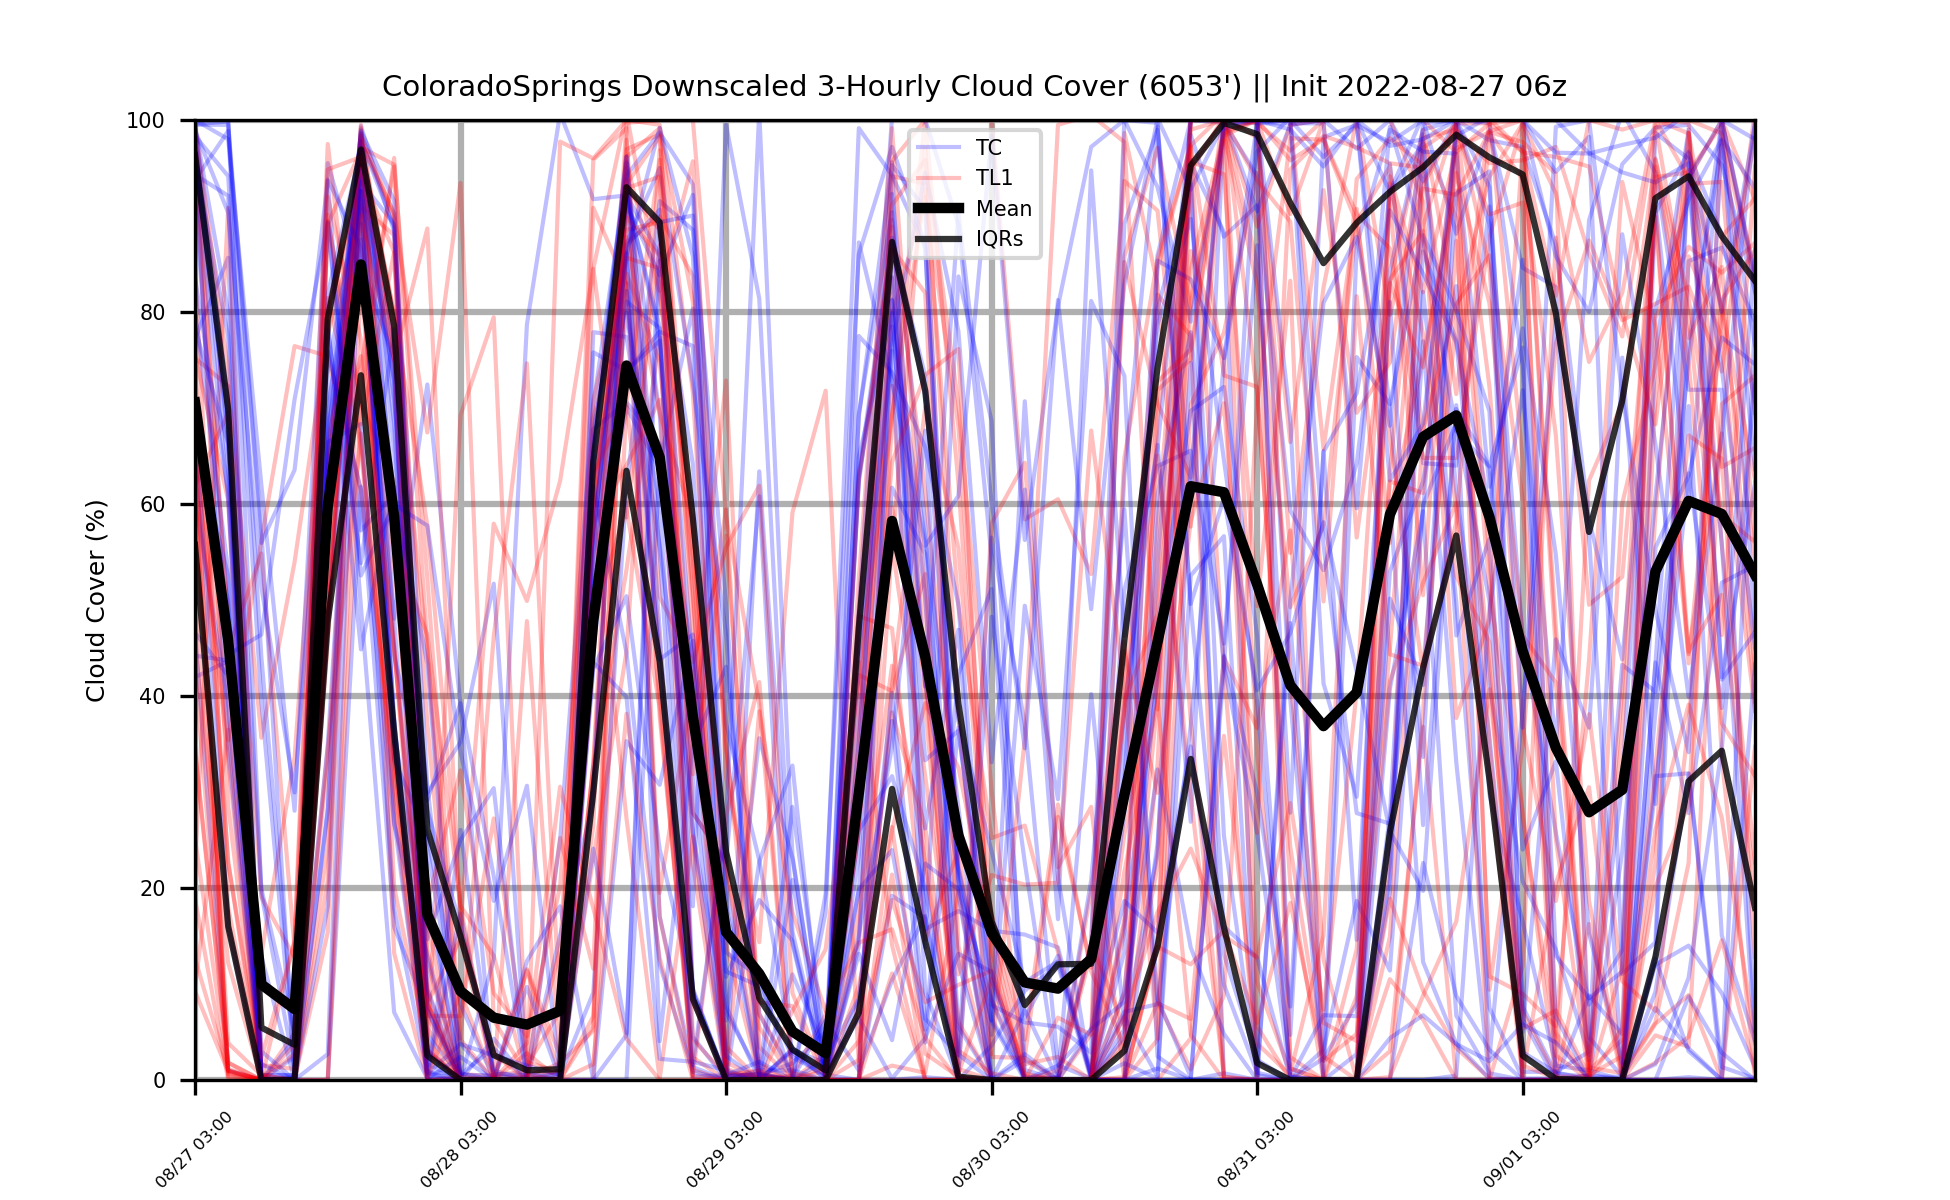 ColoradoSprings Downscaled 3-Hourly Cloud Cover (6053') || Init 2022-08-27 06z
Cloud Cover (%)
100
80
60
40
20
0
TC
TL1
Mean
IQRs
08/27 03:00
08/28 03:00
08/29 03:00
08/30 03:00
08/31 03:00
09/01 03:00